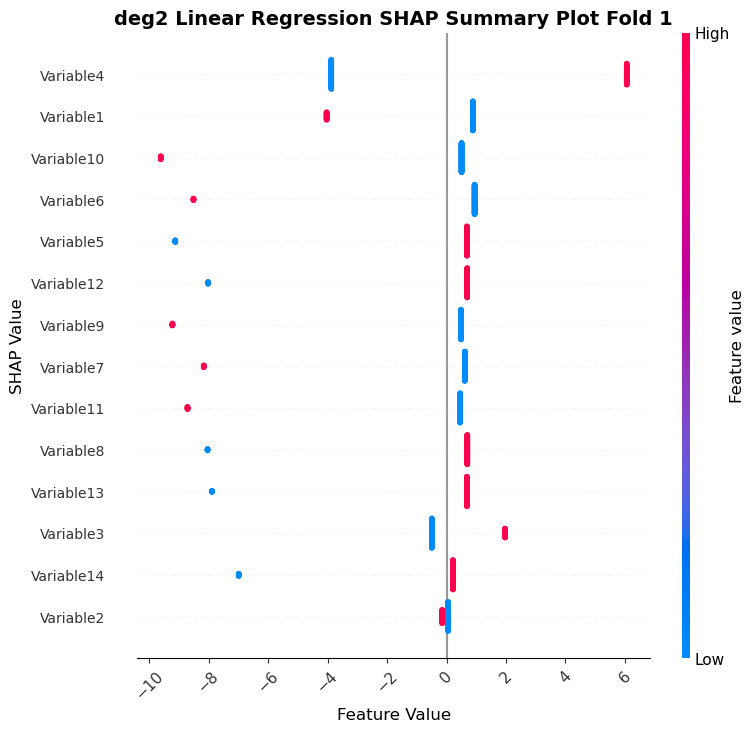 deg2 Linear Regression SHAP Summary Plot Fold 1
High
Variable4
Variable1
Variable10
Variable6
Variable5
Variable12
Variable9
Variable7
Variable11
Variable8
Variable13
Variable3
Variable14
Variable2
SHAP Value
Feature value
Low
−10
−8
−6
−4
−2
0
2
4
6
Feature Value